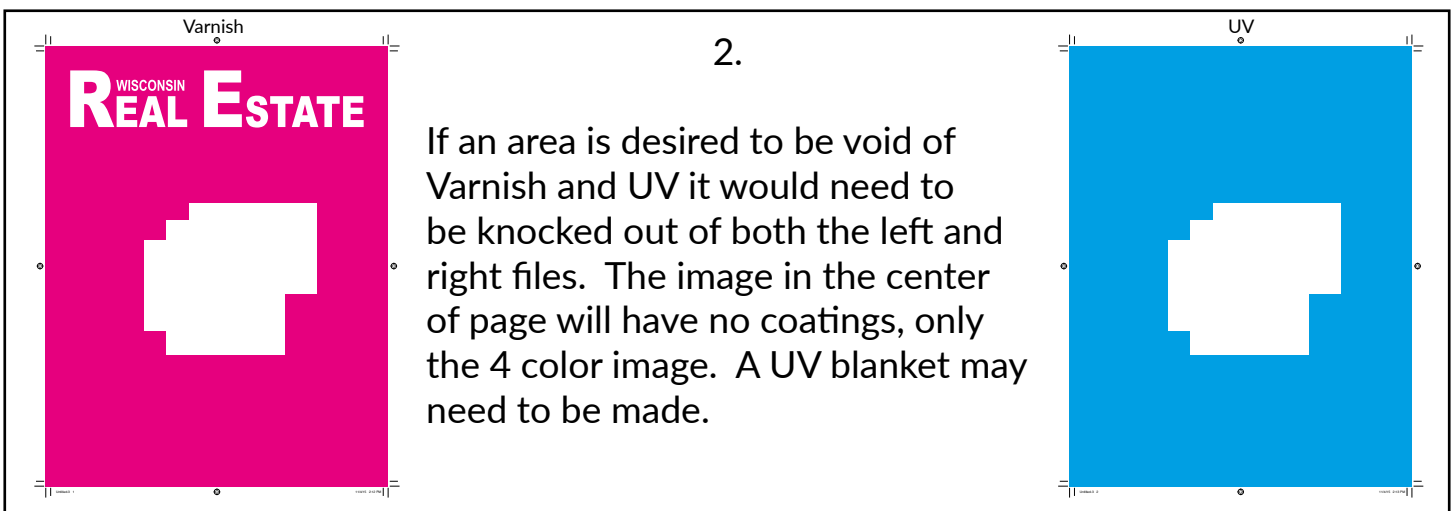 Varnish
WISCONSIN
REAL ESTATE
2.
If an area is desired to be void of
Varnish and UV it would need to
be knocked out of both the left and
right files.  The image in the center
of page will have no coatings, only
the 4 color image.  A UV blanket may
need to be made.
UV